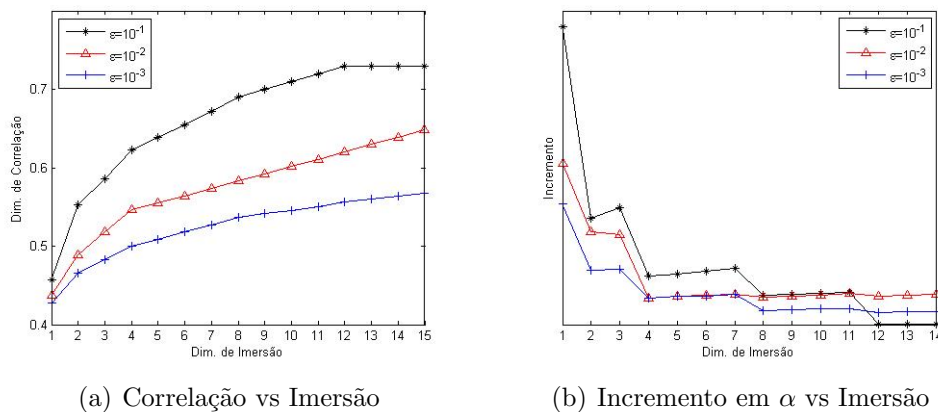 ε=10⁻¹
ε=10⁻²
ε=10⁻³
0.7
0.6
0.5
0.4
Dim. de Correlação
1 2 3 4 5 6 7 8 9 10 11 12 13 14 15
Dim. de Imersão
(a) Correlação vs Imersão
ε=10⁻¹
ε=10⁻²
ε=10⁻³
Incremento
1 2 3 4 5 6 7 8 9 10 11 12 13 14
Dim. de Imersão
(b) Incremento em α vs Imersão